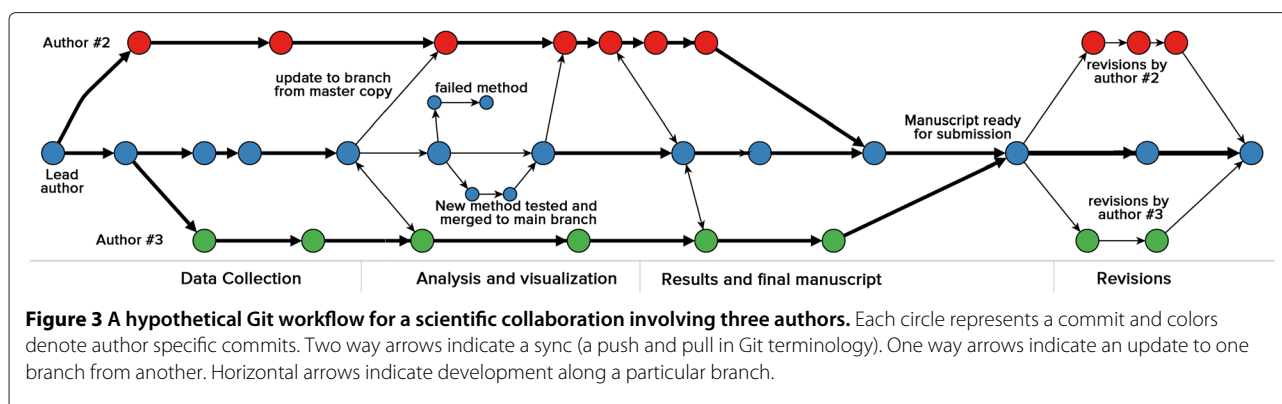 Author #2
update to branch
from master copy
failed method
revisions by
author #2
Manuscript ready
for submission
Lead
author
New method tested and
merged to main branch
revisions by
author #3
Author #3
Data Collection
Analysis and visualization
Results and final manuscript
Revisions
Figure 3 A hypothetical Git workflow for a scientific collaboration involving three authors. Each circle represents a commit and colors
denote author specific commits. Two way arrows indicate a sync (a push and pull in Git terminology). One way arrows indicate an update to one
branch from another. Horizontal arrows indicate development along a particular branch.